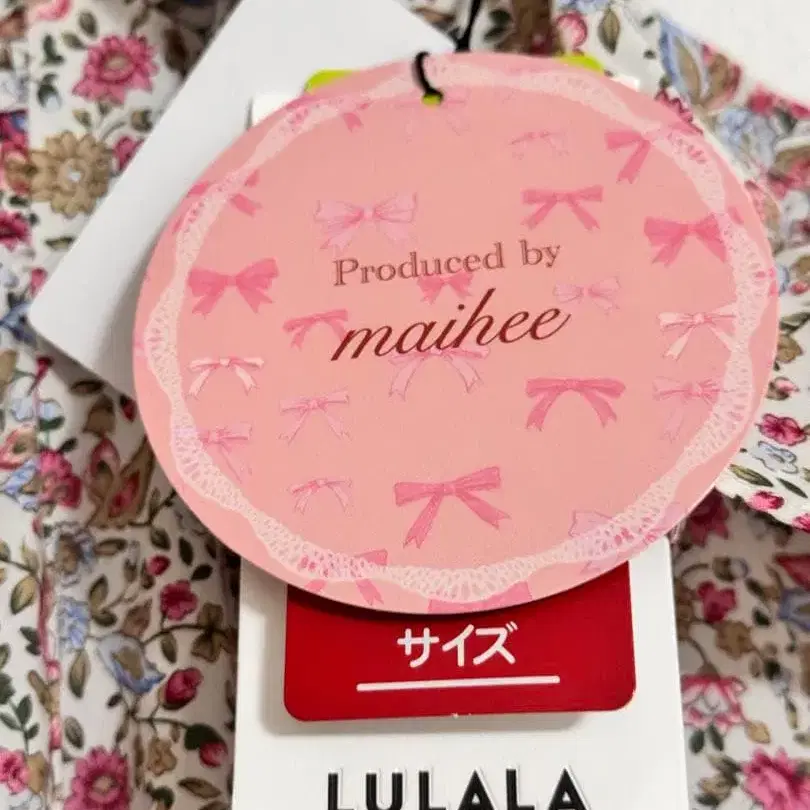 Produced by
maihee
サイズ
LULALA